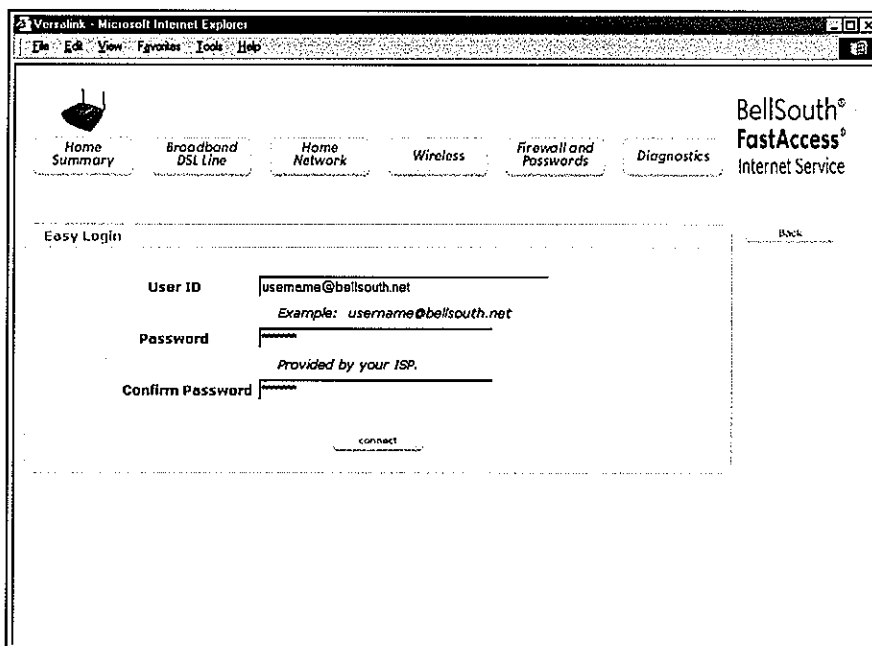 Versalink - Microsoft Internet Explorer
File Edit View Favorites Tools Help
BellSouth®
FastAccess®
Internet Service
Home Summary
Broadband DSL Line
Home Network
Wireless
Firewall and Passwords
Diagnostics
Easy Login
Back
User ID username@bellsouth.net
Example: username@bellsouth.net
Password *******
Provided by your ISP.
Confirm Password *******
connect